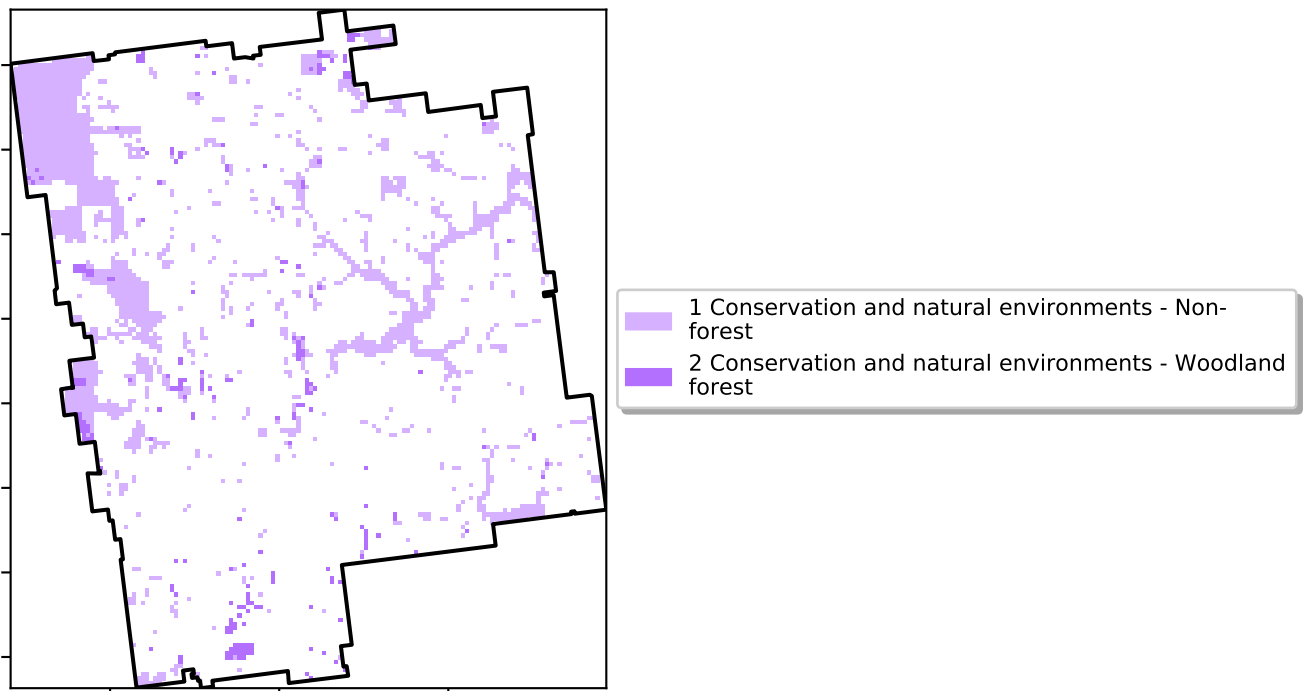 1 Conservation and natural environments - Non-
forest
2 Conservation and natural environments - Woodland
forest